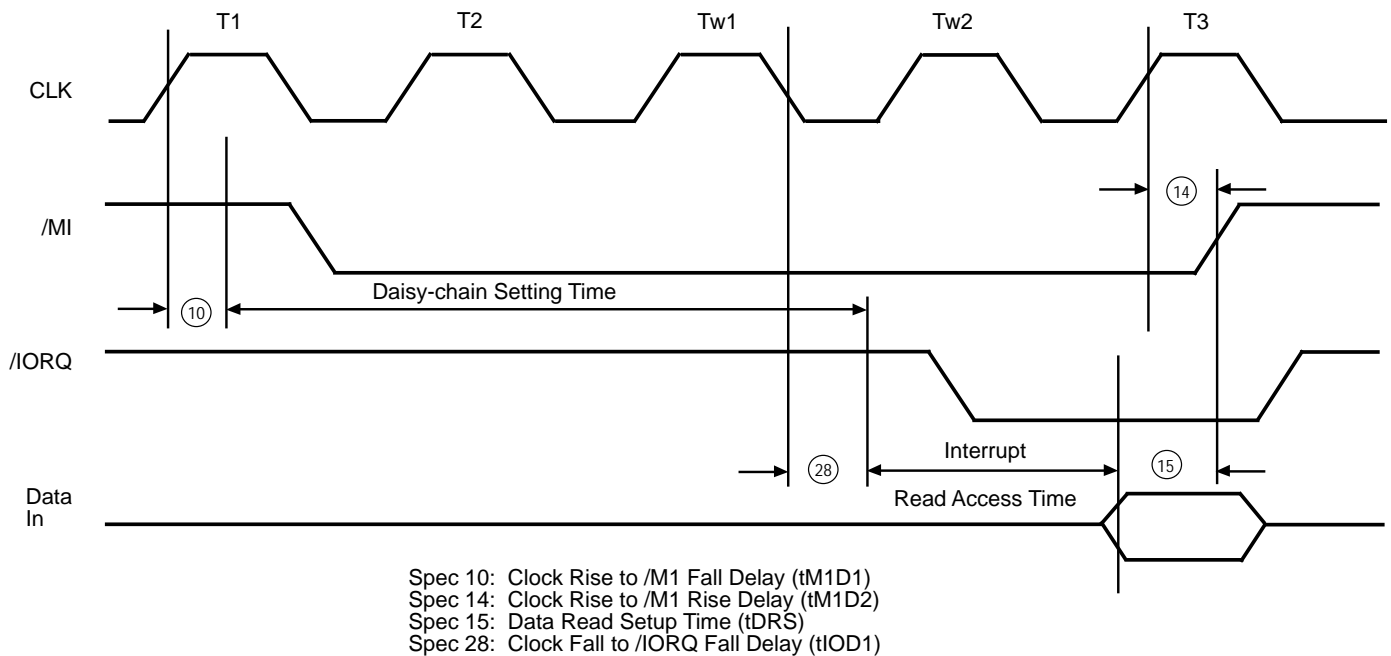 T1 T2 Tw1 Tw2 T3
CLK
14
/MI
Daisy-chain Setting Time
10
/IORQ
Interrupt
28
15
Read Access Time
Data
In
Spec 10: Clock Rise to /M1 Fall Delay (tM1D1)
Spec 14: Clock Rise to /M1 Rise Delay (tM1D2)
Spec 15: Data Read Setup Time (tDRS)
Spec 28: Clock Fall to /IORQ Fall Delay (tIOD1)